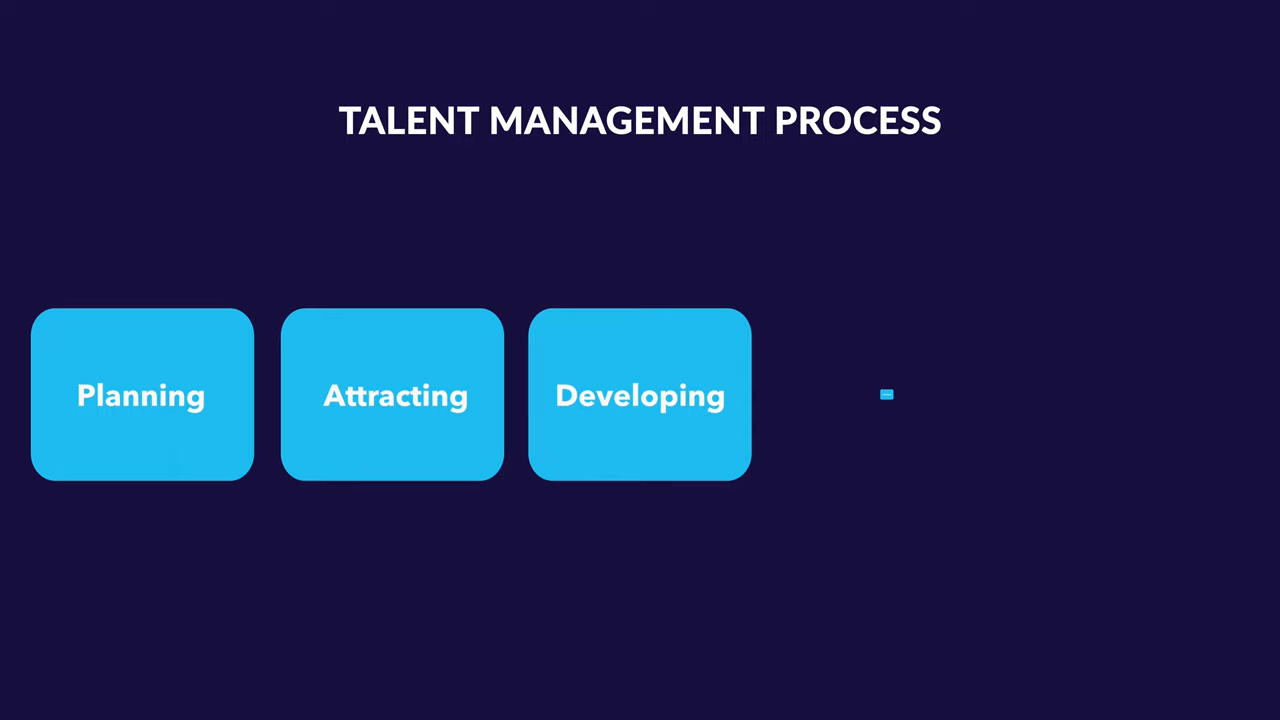 TALENT MANAGEMENT PROCESS
Planning
Attracting
Developing